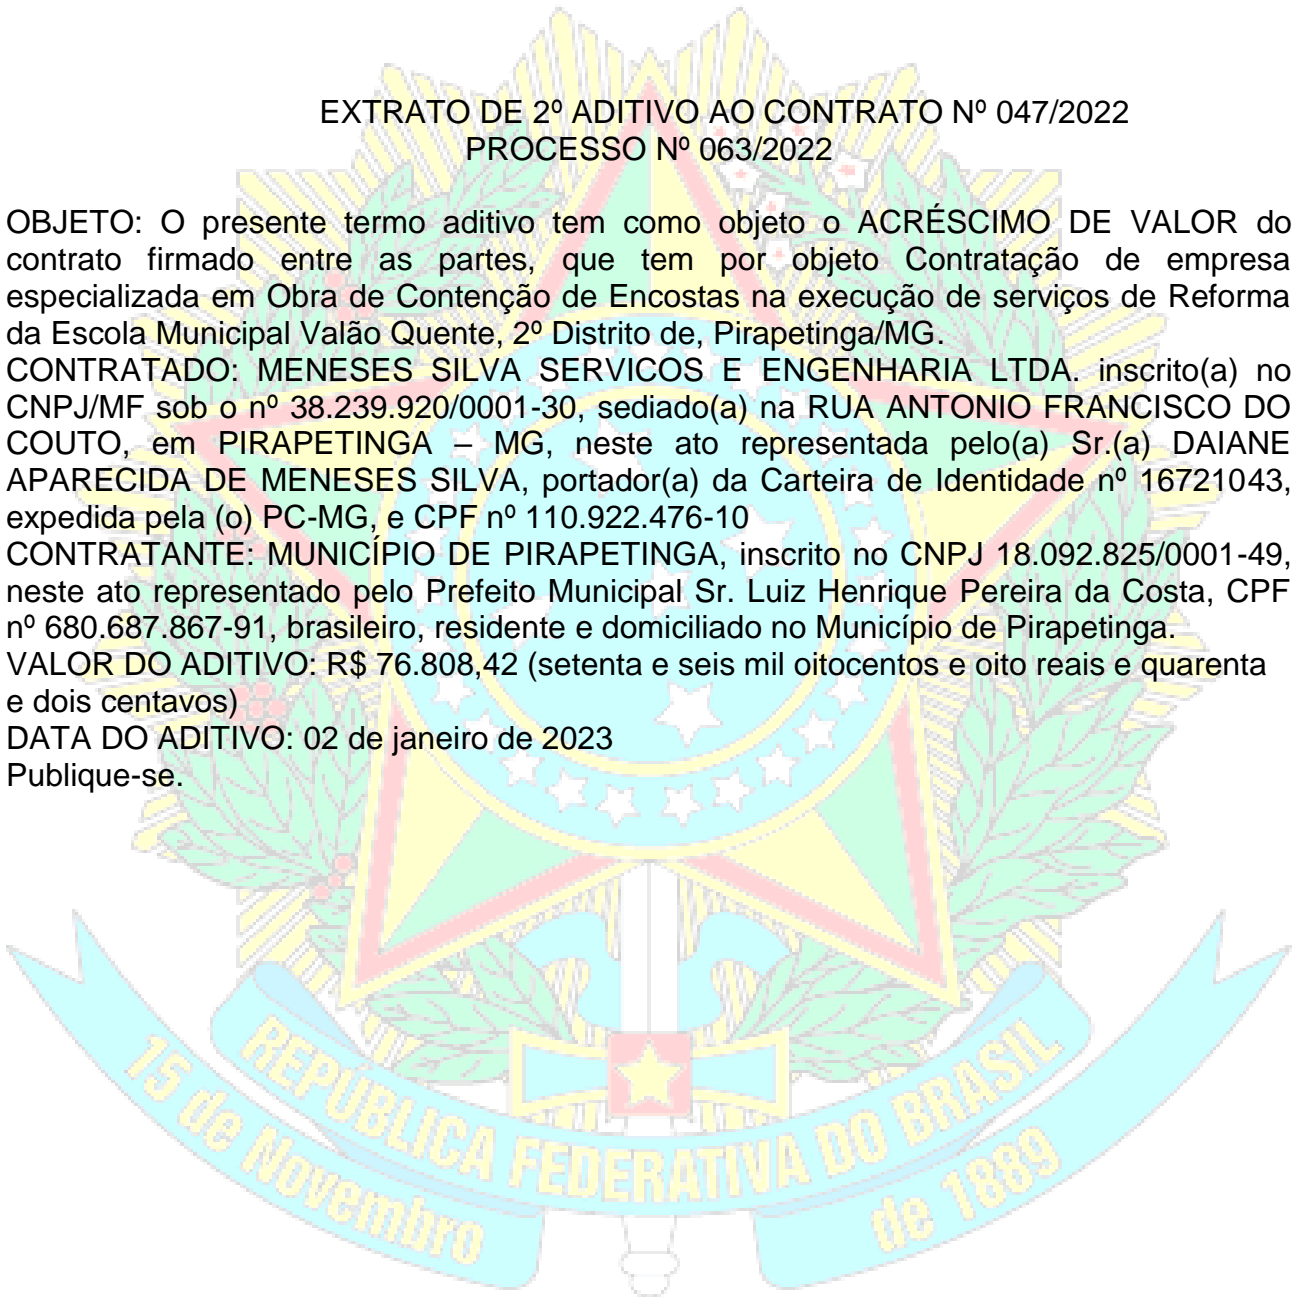 EXTRATO DE 2º ADITIVO AO CONTRATO Nº 047/2022
PROCESSO Nº 063/2022
OBJETO: O presente termo aditivo tem como objeto o ACRÉSCIMO DE VALOR do
contrato firmado entre as partes, que tem por objeto Contratação de empresa
especializada em Obra de Contenção de Encostas na execução de serviços de Reforma
da Escola Municipal Valão Quente, 2º Distrito de, Pirapetinga/MG.
CONTRATADO: MENESES SILVA SERVICOS E ENGENHARIA LTDA. inscrito(a) no
CNPJ/MF sob o nº 38.239.920/0001-30, sediado(a) na RUA ANTONIO FRANCISCO DO
COUTO, em PIRAPETINGA – MG, neste ato representada pelo(a) Sr.(a) DAIANE
APARECIDA DE MENESES SILVA, portador(a) da Carteira de Identidade nº 16721043,
expedida pela (o) PC-MG, e CPF nº 110.922.476-10
CONTRATANTE: MUNICÍPIO DE PIRAPETINGA, inscrito no CNPJ 18.092.825/0001-49,
neste ato representado pelo Prefeito Municipal Sr. Luiz Henrique Pereira da Costa, CPF
nº 680.687.867-91, brasileiro, residente e domiciliado no Município de Pirapetinga.
VALOR DO ADITIVO: R$ 76.808,42 (setenta e seis mil oitocentos e oito reais e quarenta
e dois centavos)
DATA DO ADITIVO: 02 de janeiro de 2023
Publique-se.
REPÚBLICA FEDERATIVA DO BRASIL
15 de Novembro de 1889